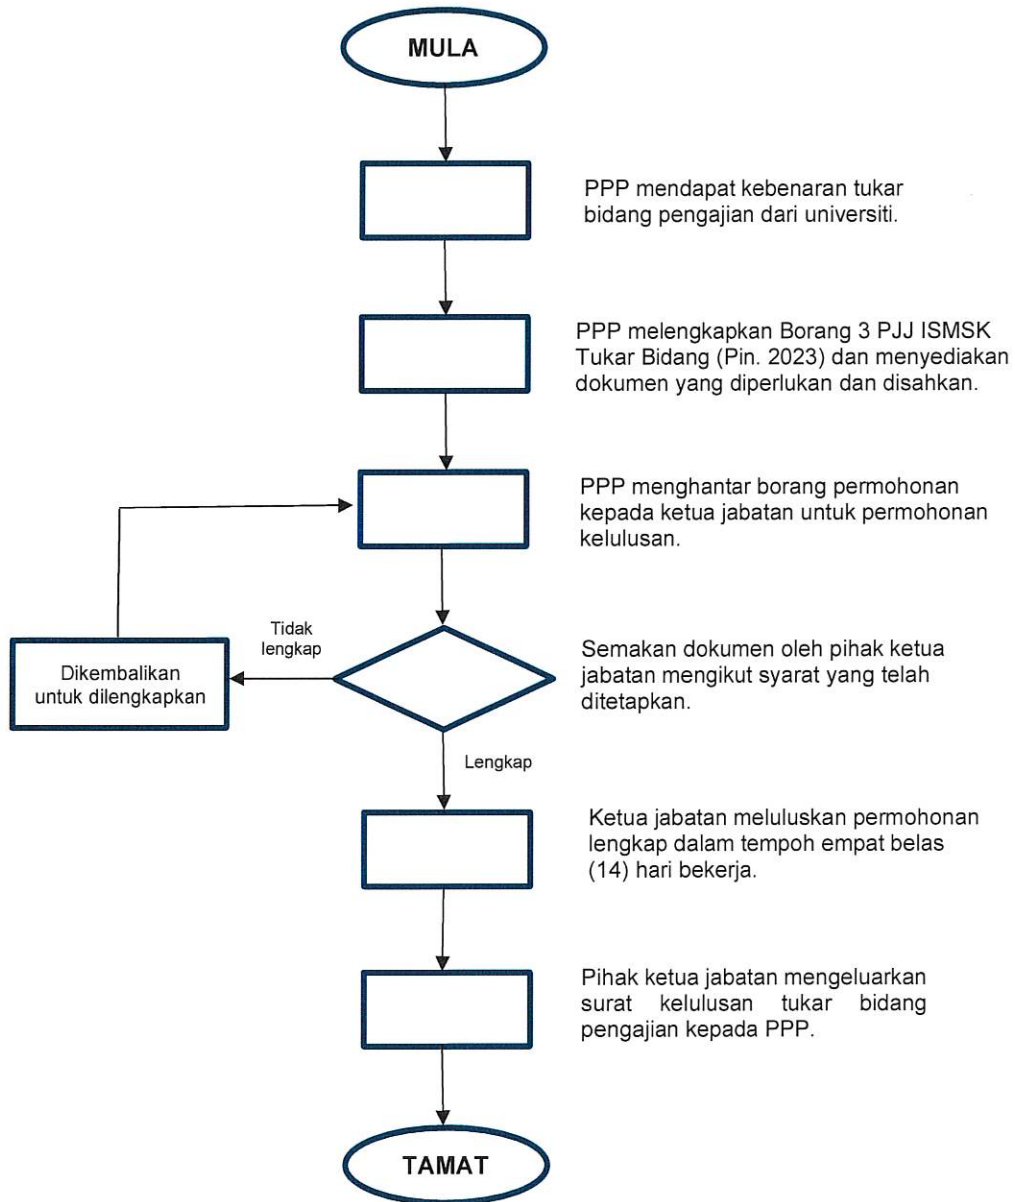 MULA
PPP mendapat kebenaran tukar
bidang pengajian dari universiti.
PPP melengkapkan Borang 3 PJJ ISMSK
Tukar Bidang (Pin. 2023) dan menyediakan
dokumen yang diperlukan dan disahkan.
PPP menghantar borang permohonan
kepada ketua jabatan untuk permohonan
kelulusan.
Tidak
lengkap
Dikembalikan
untuk dilengkapkan
Semakan dokumen oleh pihak ketua
jabatan mengikut syarat yang telah
ditetapkan.
Lengkap
Ketua jabatan meluluskan permohonan
lengkap dalam tempoh empat belas
(14) hari bekerja.
Pihak ketua jabatan mengeluarkan
surat kelulusan tukar bidang
pengajian kepada PPP.
TAMAT